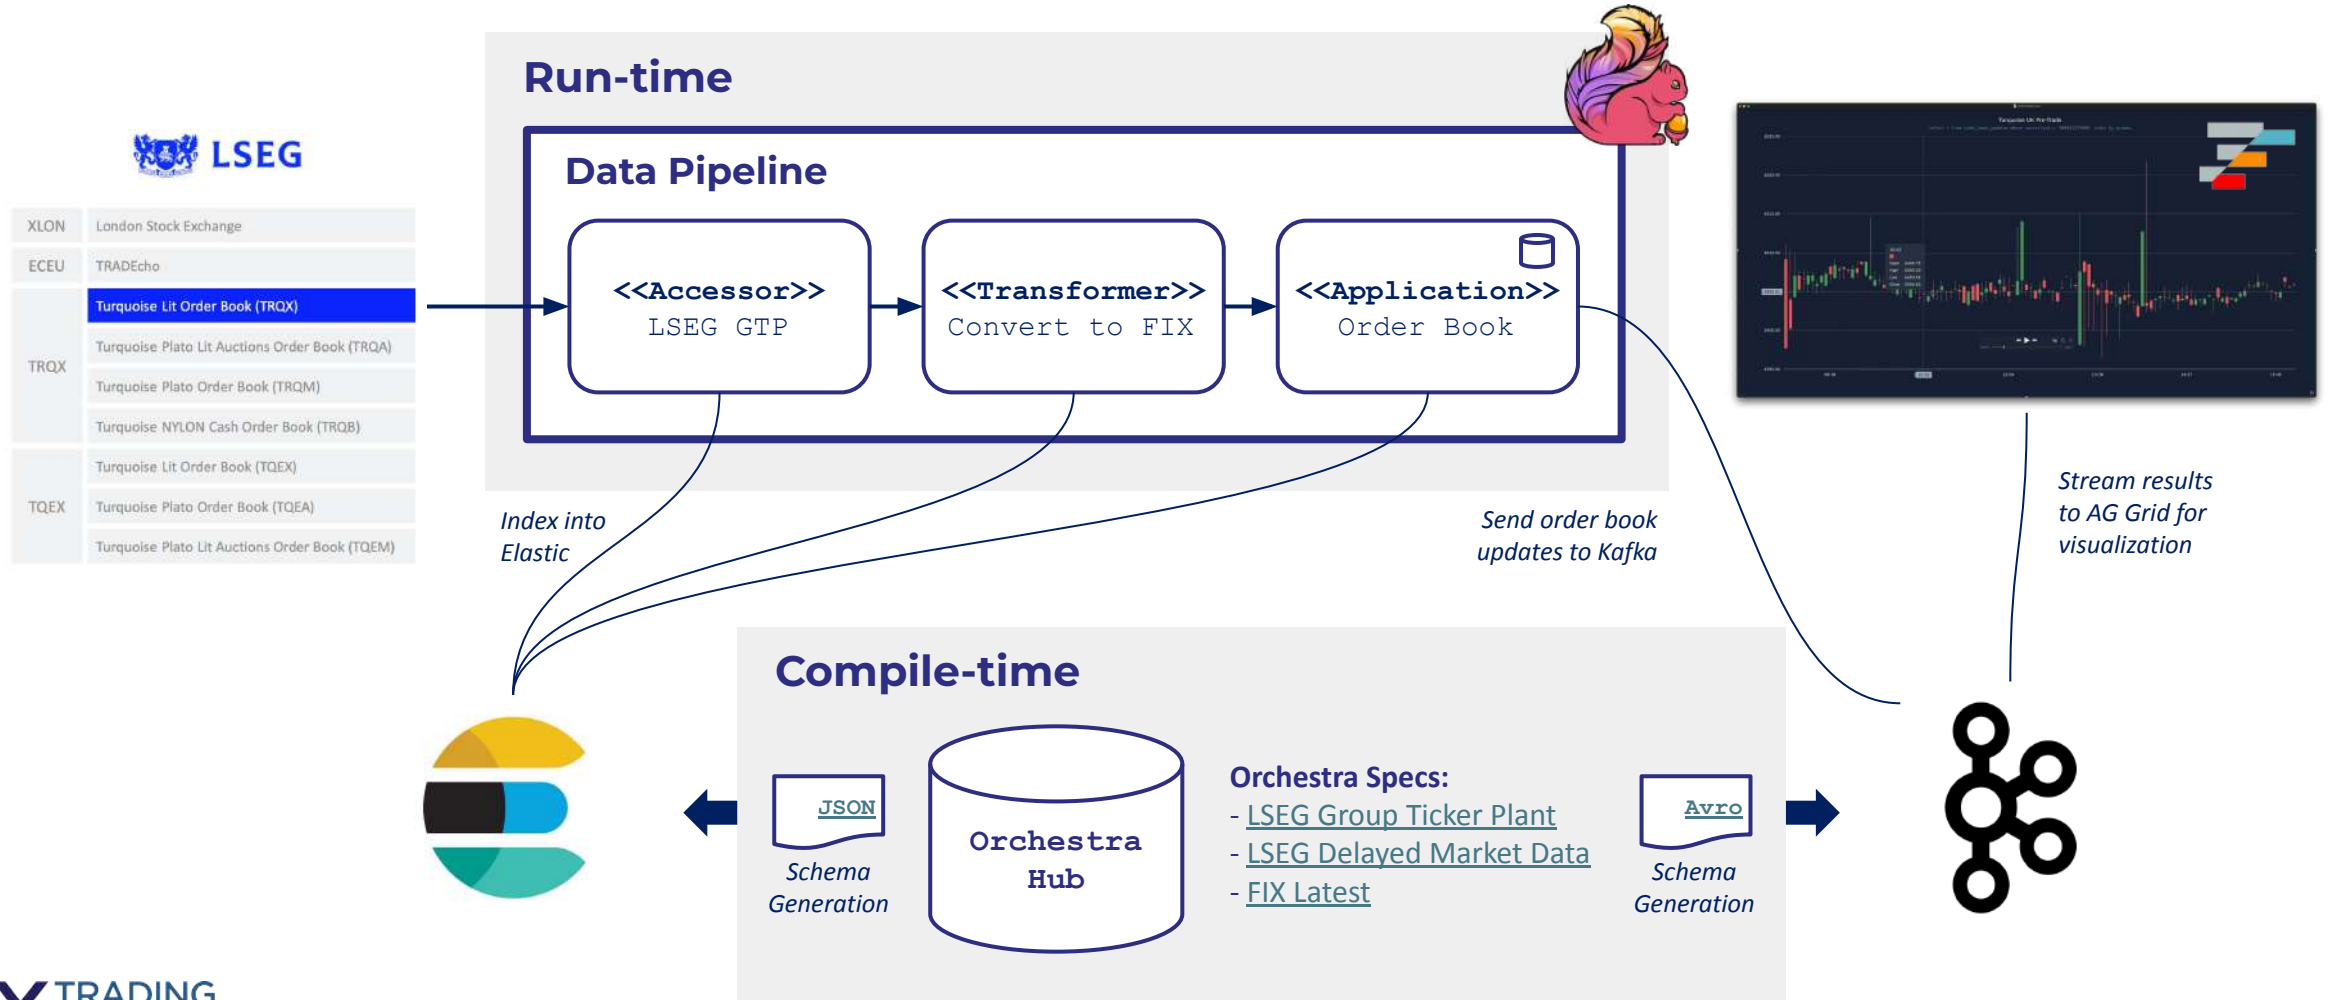 Run-time
Data Pipeline
<<Accessor>>
LSEG GTP
<<Transformer>>
Convert to FIX
<<Application>>
Order Book
LSEG
XLON
London Stock Exchange
ECEU
TRADEcho
TRQX
Turquoise Lit Order Book (TRQX)
Turquoise Plato Lit Auctions Order Book (TRQA)
Turquoise Plato Order Book (TRQM)
Turquoise NYLON Cash Order Book (TRQB)
TQEX
Turquoise Lit Order Book (TQEX)
Turquoise Plato Order Book (TQEA)
Turquoise Plato Lit Auctions Order Book (TQEM)
Turquoise UK Pre-Trade
Index into
Elastic
Send order book
updates to Kafka
Stream results
to AG Grid for
visualization
Compile-time
JSON
Schema
Generation
Orchestra
Hub
Orchestra Specs:
- LSEG Group Ticker Plant
- LSEG Delayed Market Data
- FIX Latest
Avro
Schema
Generation
TRADING